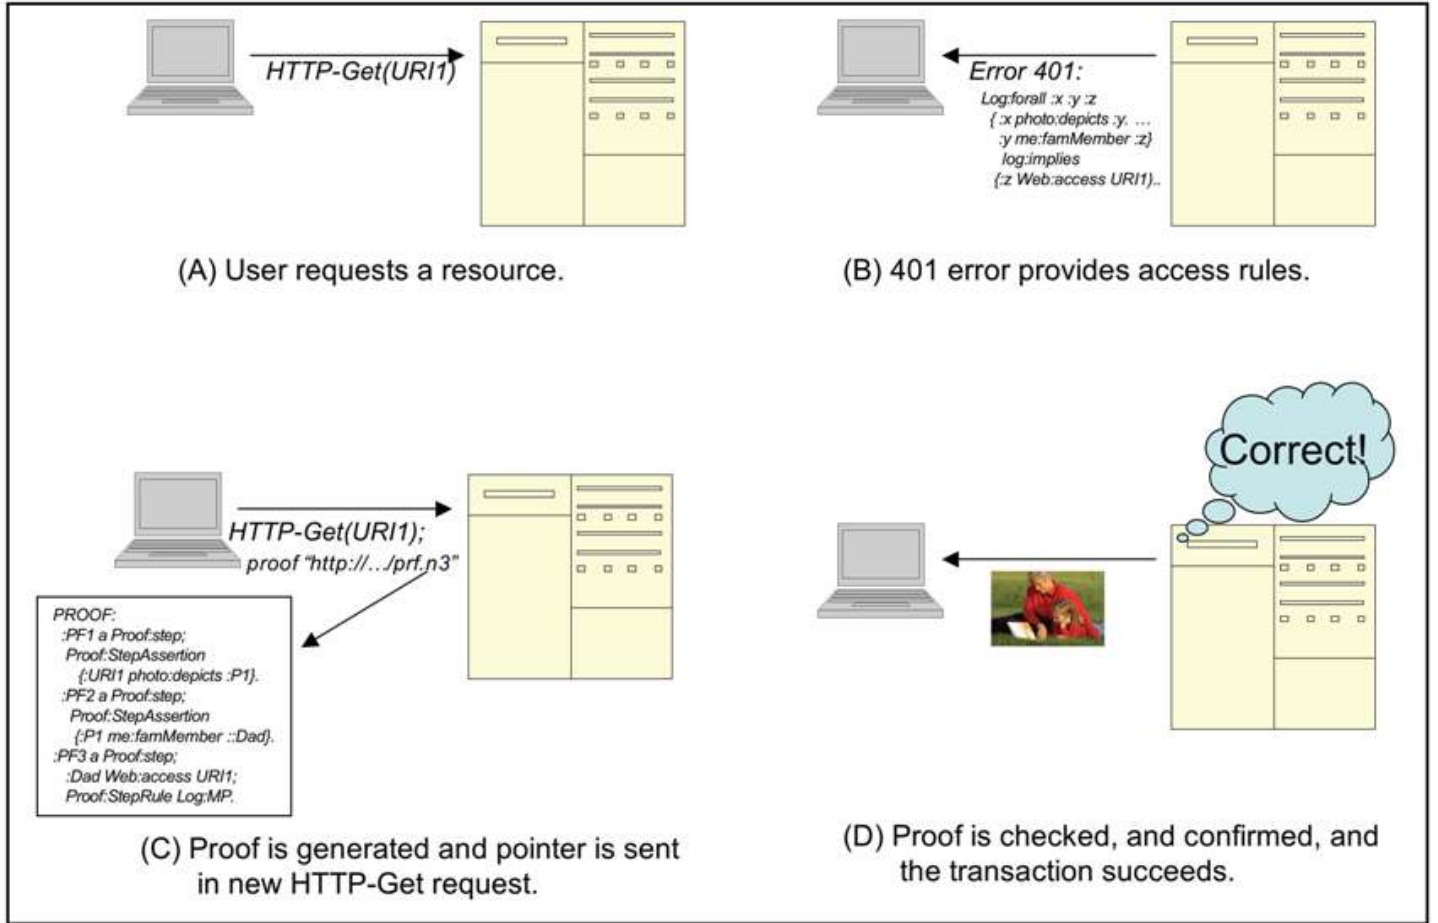 HTTP-Get(URI1)
(A) User requests a resource.
Error 401:
Log:forall :x :y :z
{ :x photo:depicts :y. ...
:y me:famMember :z}
log:implies
{:z Web:access URI1}..
(B) 401 error provides access rules.
HTTP-Get(URI1);
proof “http://.../prf.n3”
PROOF:
:PF1 a Proof:step;
Proof:StepAssertion
{:URI1 photo:depicts :P1}.
:PF2 a Proof:step;
Proof:StepAssertion
{:P1 me:famMember ::Dad}.
:PF3 a Proof:step;
:Dad Web:access URI1;
Proof:StepRule Log:MP.
(C) Proof is generated and pointer is sent
in new HTTP-Get request.
Correct!
(D) Proof is checked, and confirmed, and
the transaction succeeds.